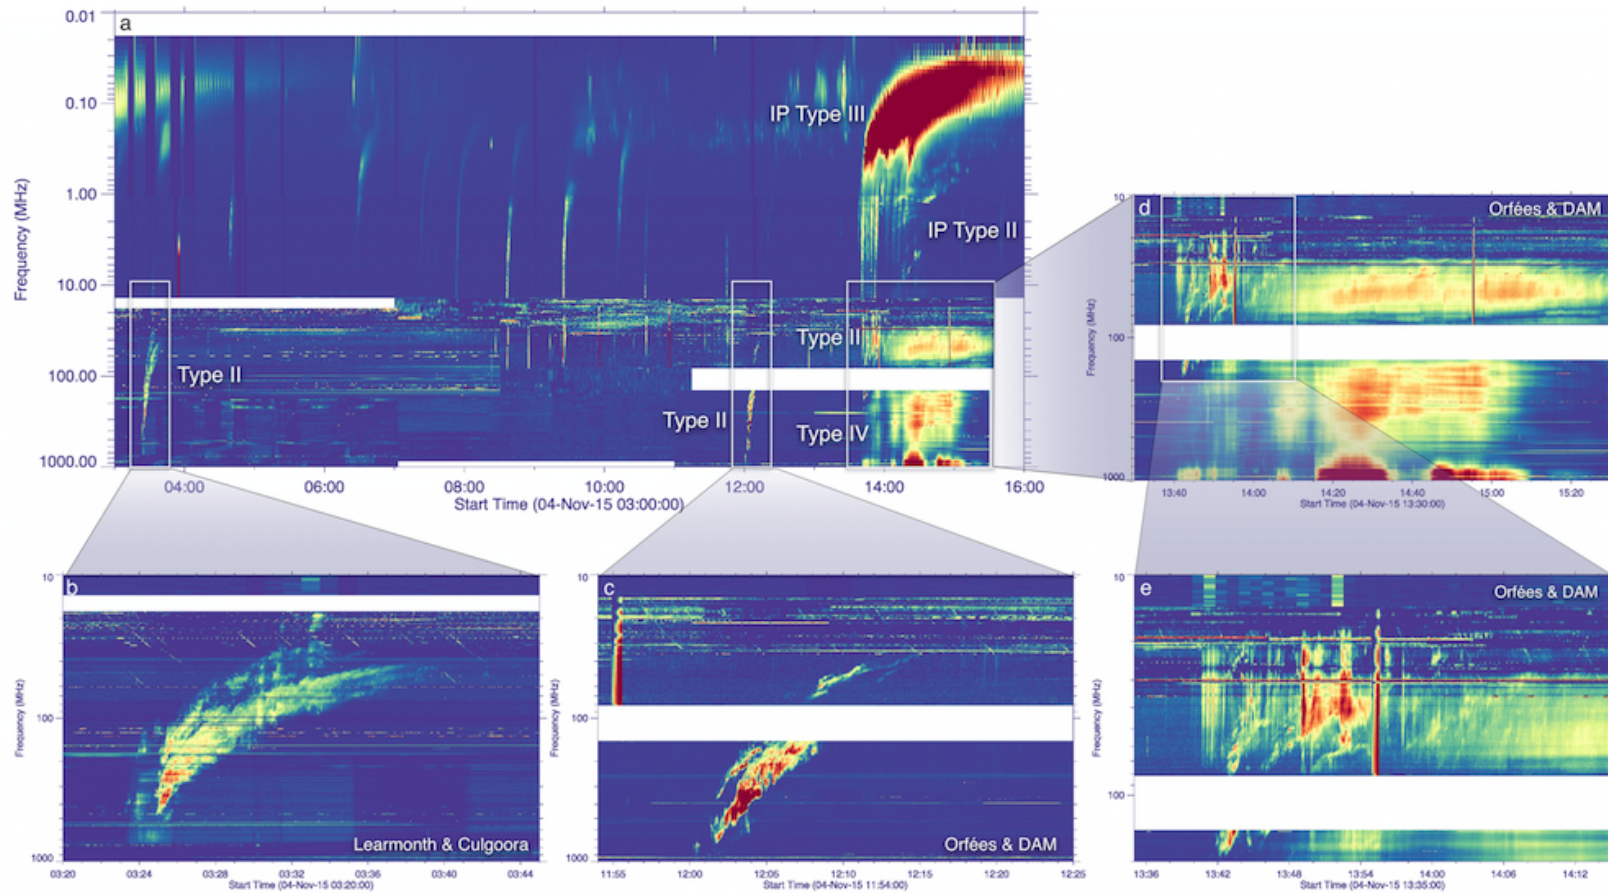 a
0.01
0.10
1.00
10.00
100.00
1000.00
Frequency (MHz)
IP Type III
IP Type II
Type II
Type II
Type II
Type IV
04:00 06:00 08:00 10:00 12:00 14:00 16:00
Start Time (04-Nov-15 03:00:00)
d
Orfées & DAM
10
100
1000
Frequency (MHz)
13:40 14:00 14:20 14:40 15:00 15:20
Start Time (04-Nov-15 13:30:00)
b
10
100
1000
Frequency (MHz)
Learmonth & Culgoora
03:20 03:24 03:28 03:32 03:36 03:40 03:44
Start Time (04-Nov-15 03:20:00)
c
10
100
1000
Frequency (MHz)
Orfées & DAM
11:55 12:00 12:05 12:10 12:15 12:20 12:25
Start Time (04-Nov-15 11:54:00)
e
Orfées & DAM
10
100
Frequency (MHz)
13:36 13:42 13:48 13:54 14:00 14:06 14:12
Start Time (04-Nov-15 13:35:00)